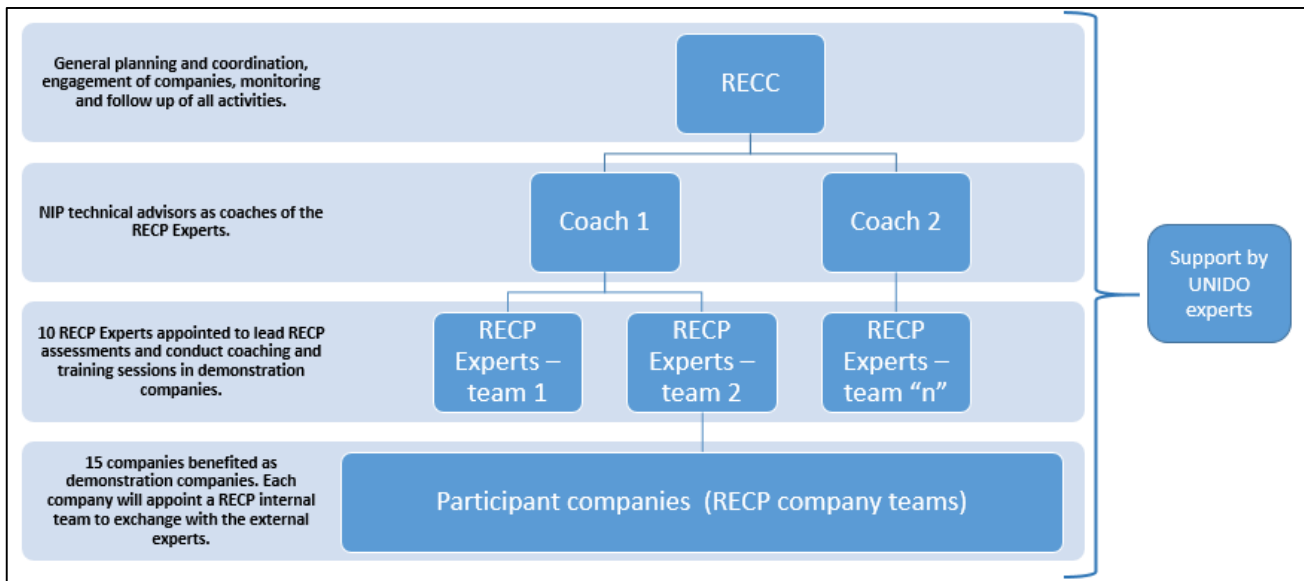 General planning and coordination,
engagement of companies, monitoring
and follow up of all activities.
RECC
NIP technical advisors as coaches of the
RECP Experts.
Coach 1
Coach 2
10 RECP Experts appointed to lead RECP
assessments and conduct coaching and
training sessions in demonstration
companies.
RECP
Experts –
team 1
RECP
Experts –
team 2
RECP
Experts –
team “n”
15 companies benefited as
demonstration companies. Each
company will appoint a RECP internal
team to exchange with the external
experts.
Participant companies (RECP company teams)
Support by
UNIDO
experts